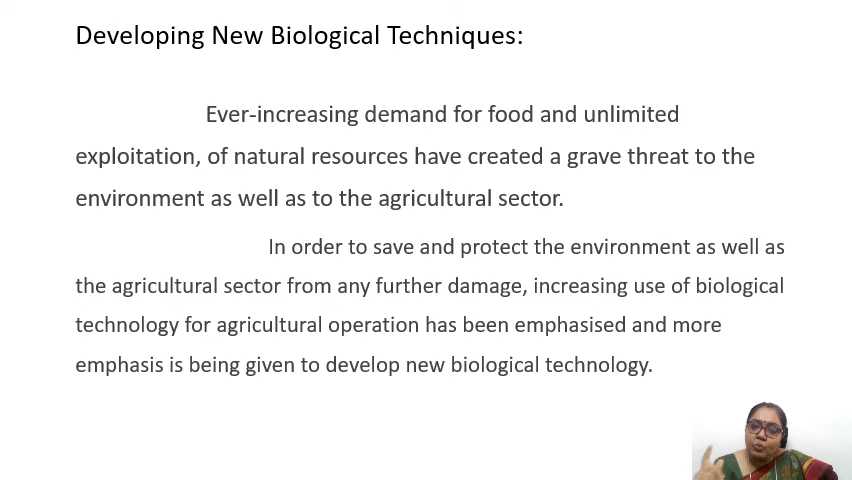 Developing New Biological Techniques:
Ever-increasing demand for food and unlimited
exploitation, of natural resources have created a grave threat to the
environment as well as to the agricultural sector.
In order to save and protect the environment as well as
the agricultural sector from any further damage, increasing use of biological
technology for agricultural operation has been emphasised and more
emphasis is being given to develop new biological technology.